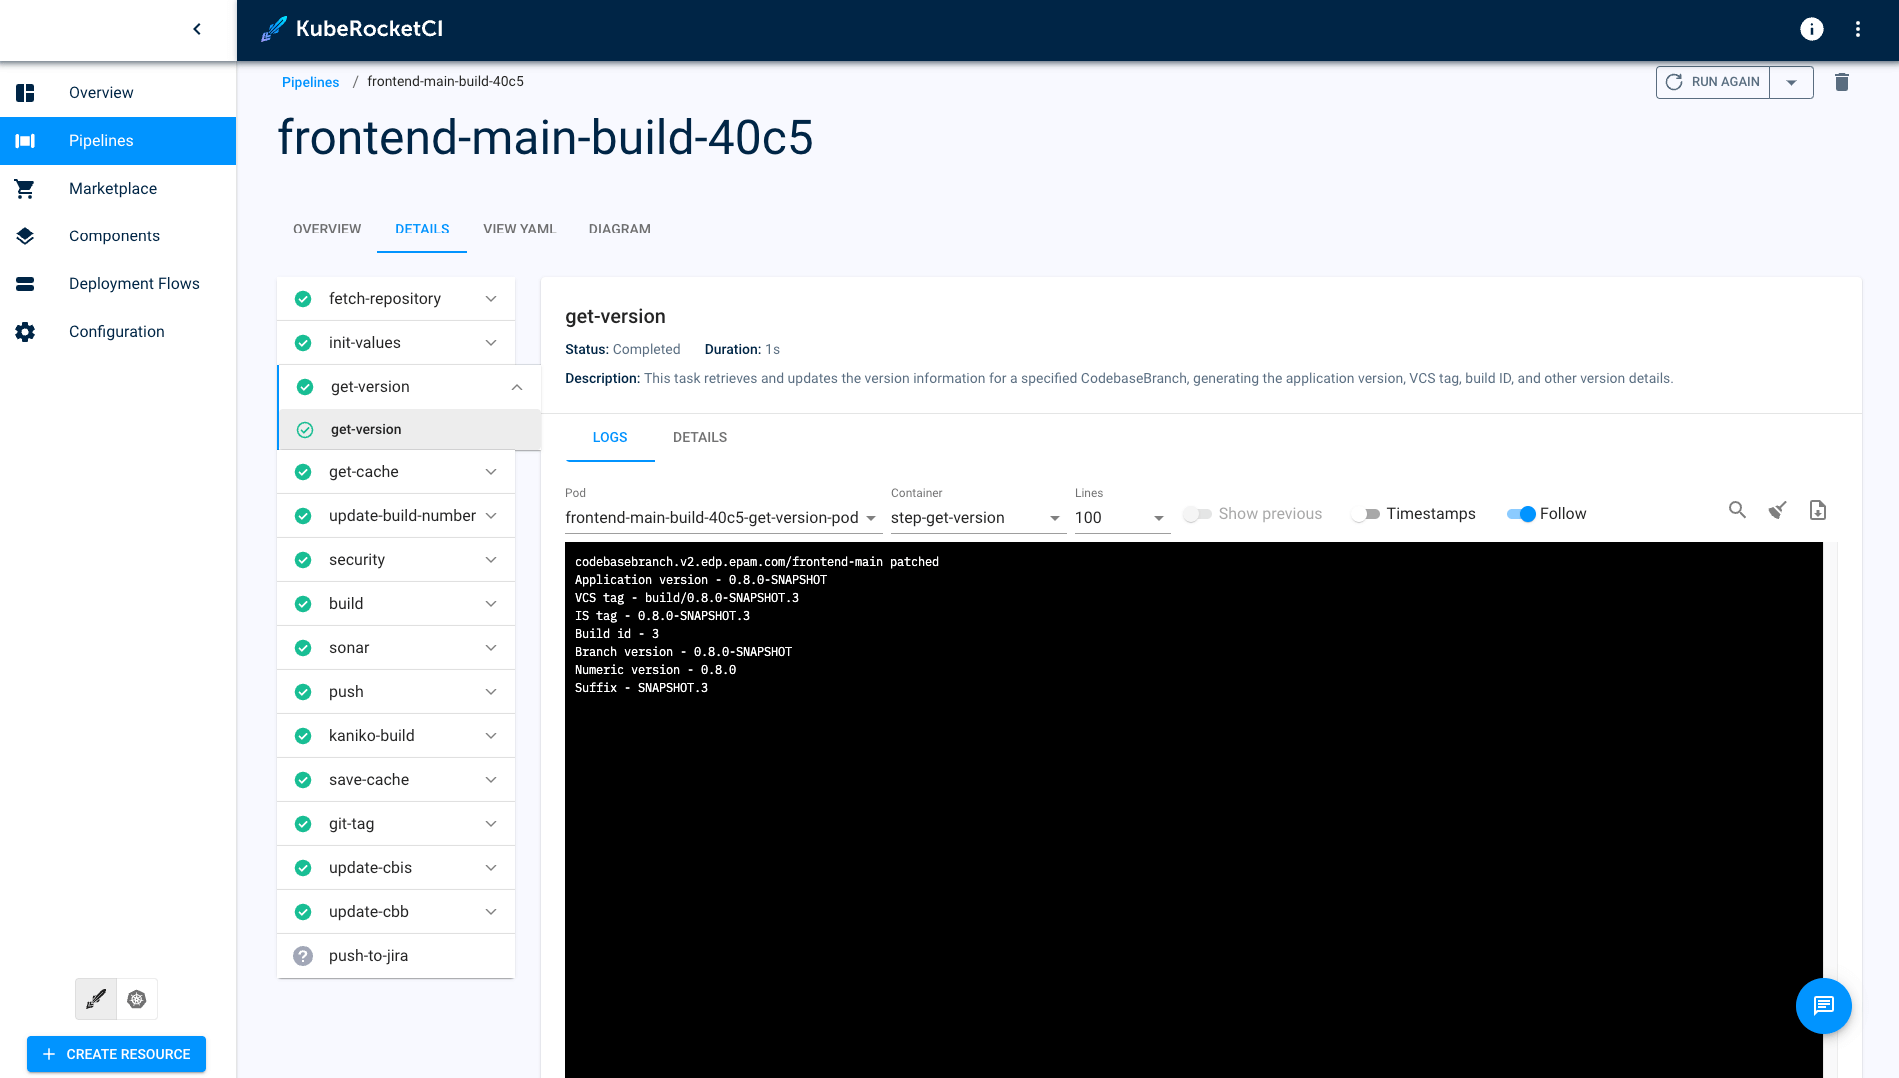 KubeRocketCI
Overview
Pipelines
Marketplace
Components
Deployment Flows
Configuration
CREATE RESOURCE
Pipelines / frontend-main-build-40c5
RUN AGAIN
frontend-main-build-40c5
OVERVIEW DETAILS VIEW YAML DIAGRAM
fetch-repository
init-values
get-version
get-version
get-cache
update-build-number
security
build
sonar
push
kaniko-build
save-cache
git-tag
update-cbis
update-cbb
push-to-jira
get-version
Status: Completed Duration: 1s
Description: This task retrieves and updates the version information for a specified CodebaseBranch, generating the application version, VCS tag, build ID, and other version details.
LOGS DETAILS
Pod Container Lines
frontend-main-build-40c5-get-version-pod step-get-version 100 Show previous Timestamps Follow
codebasebranch.v2.edp.epam.com/frontend-main patched
Application version - 0.8.0-SNAPSHOT
VCS tag - build/0.8.0-SNAPSHOT.3
IS tag - 0.8.0-SNAPSHOT.3
Build id - 3
Branch version - 0.8.0-SNAPSHOT
Numeric version - 0.8.0
Suffix - SNAPSHOT.3